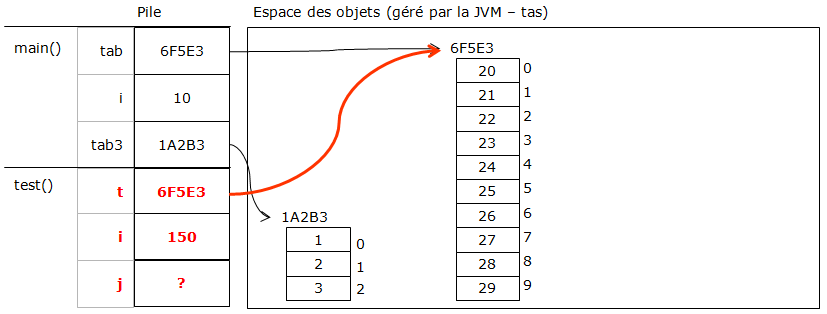 Pile
Espace des objets (géré par la JVM – tas)
main() tab 6F5E3
i 10
tab3 1A2B3
test() t 6F5E3
i 150
j ?
6F5E3
20 0
21 1
22 2
23 3
24 4
25 5
26 6
27 7
28 8
29 9
1A2B3
1 0
2 1
3 2